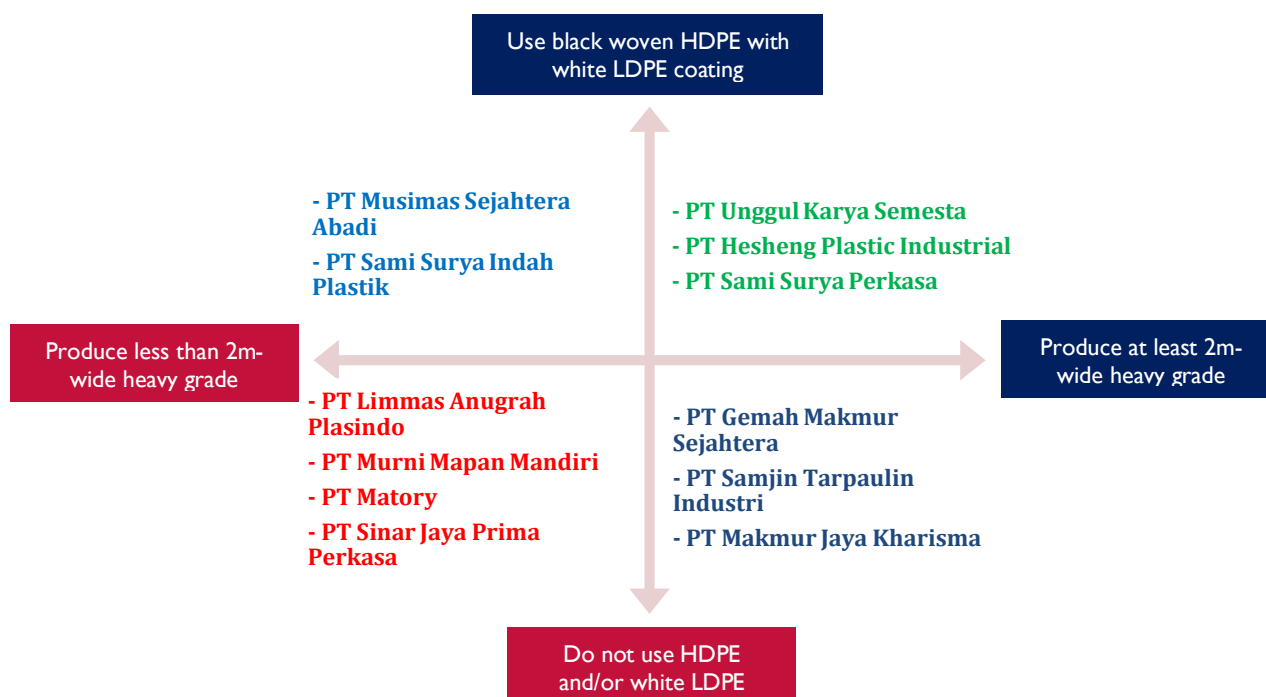 Use black woven HDPE with
white LDPE coating
- PT Musimas Sejahtera
Abadi
- PT Sami Surya Indah
Plastik
- PT Unggul Karya Semesta
- PT Hesheng Plastic Industrial
- PT Sami Surya Perkasa
Produce less than 2m-
wide heavy grade
Produce at least 2m-
wide heavy grade
- PT Limmas Anugrah
Plasindo
- PT Murni Mapan Mandiri
- PT Matory
- PT Sinar Jaya Prima
Perkasa
- PT Gemah Makmur
Sejahtera
- PT Samjin Tarpaulin
Industri
- PT Makmur Jaya Kharisma
Do not use HDPE
and/or white LDPE